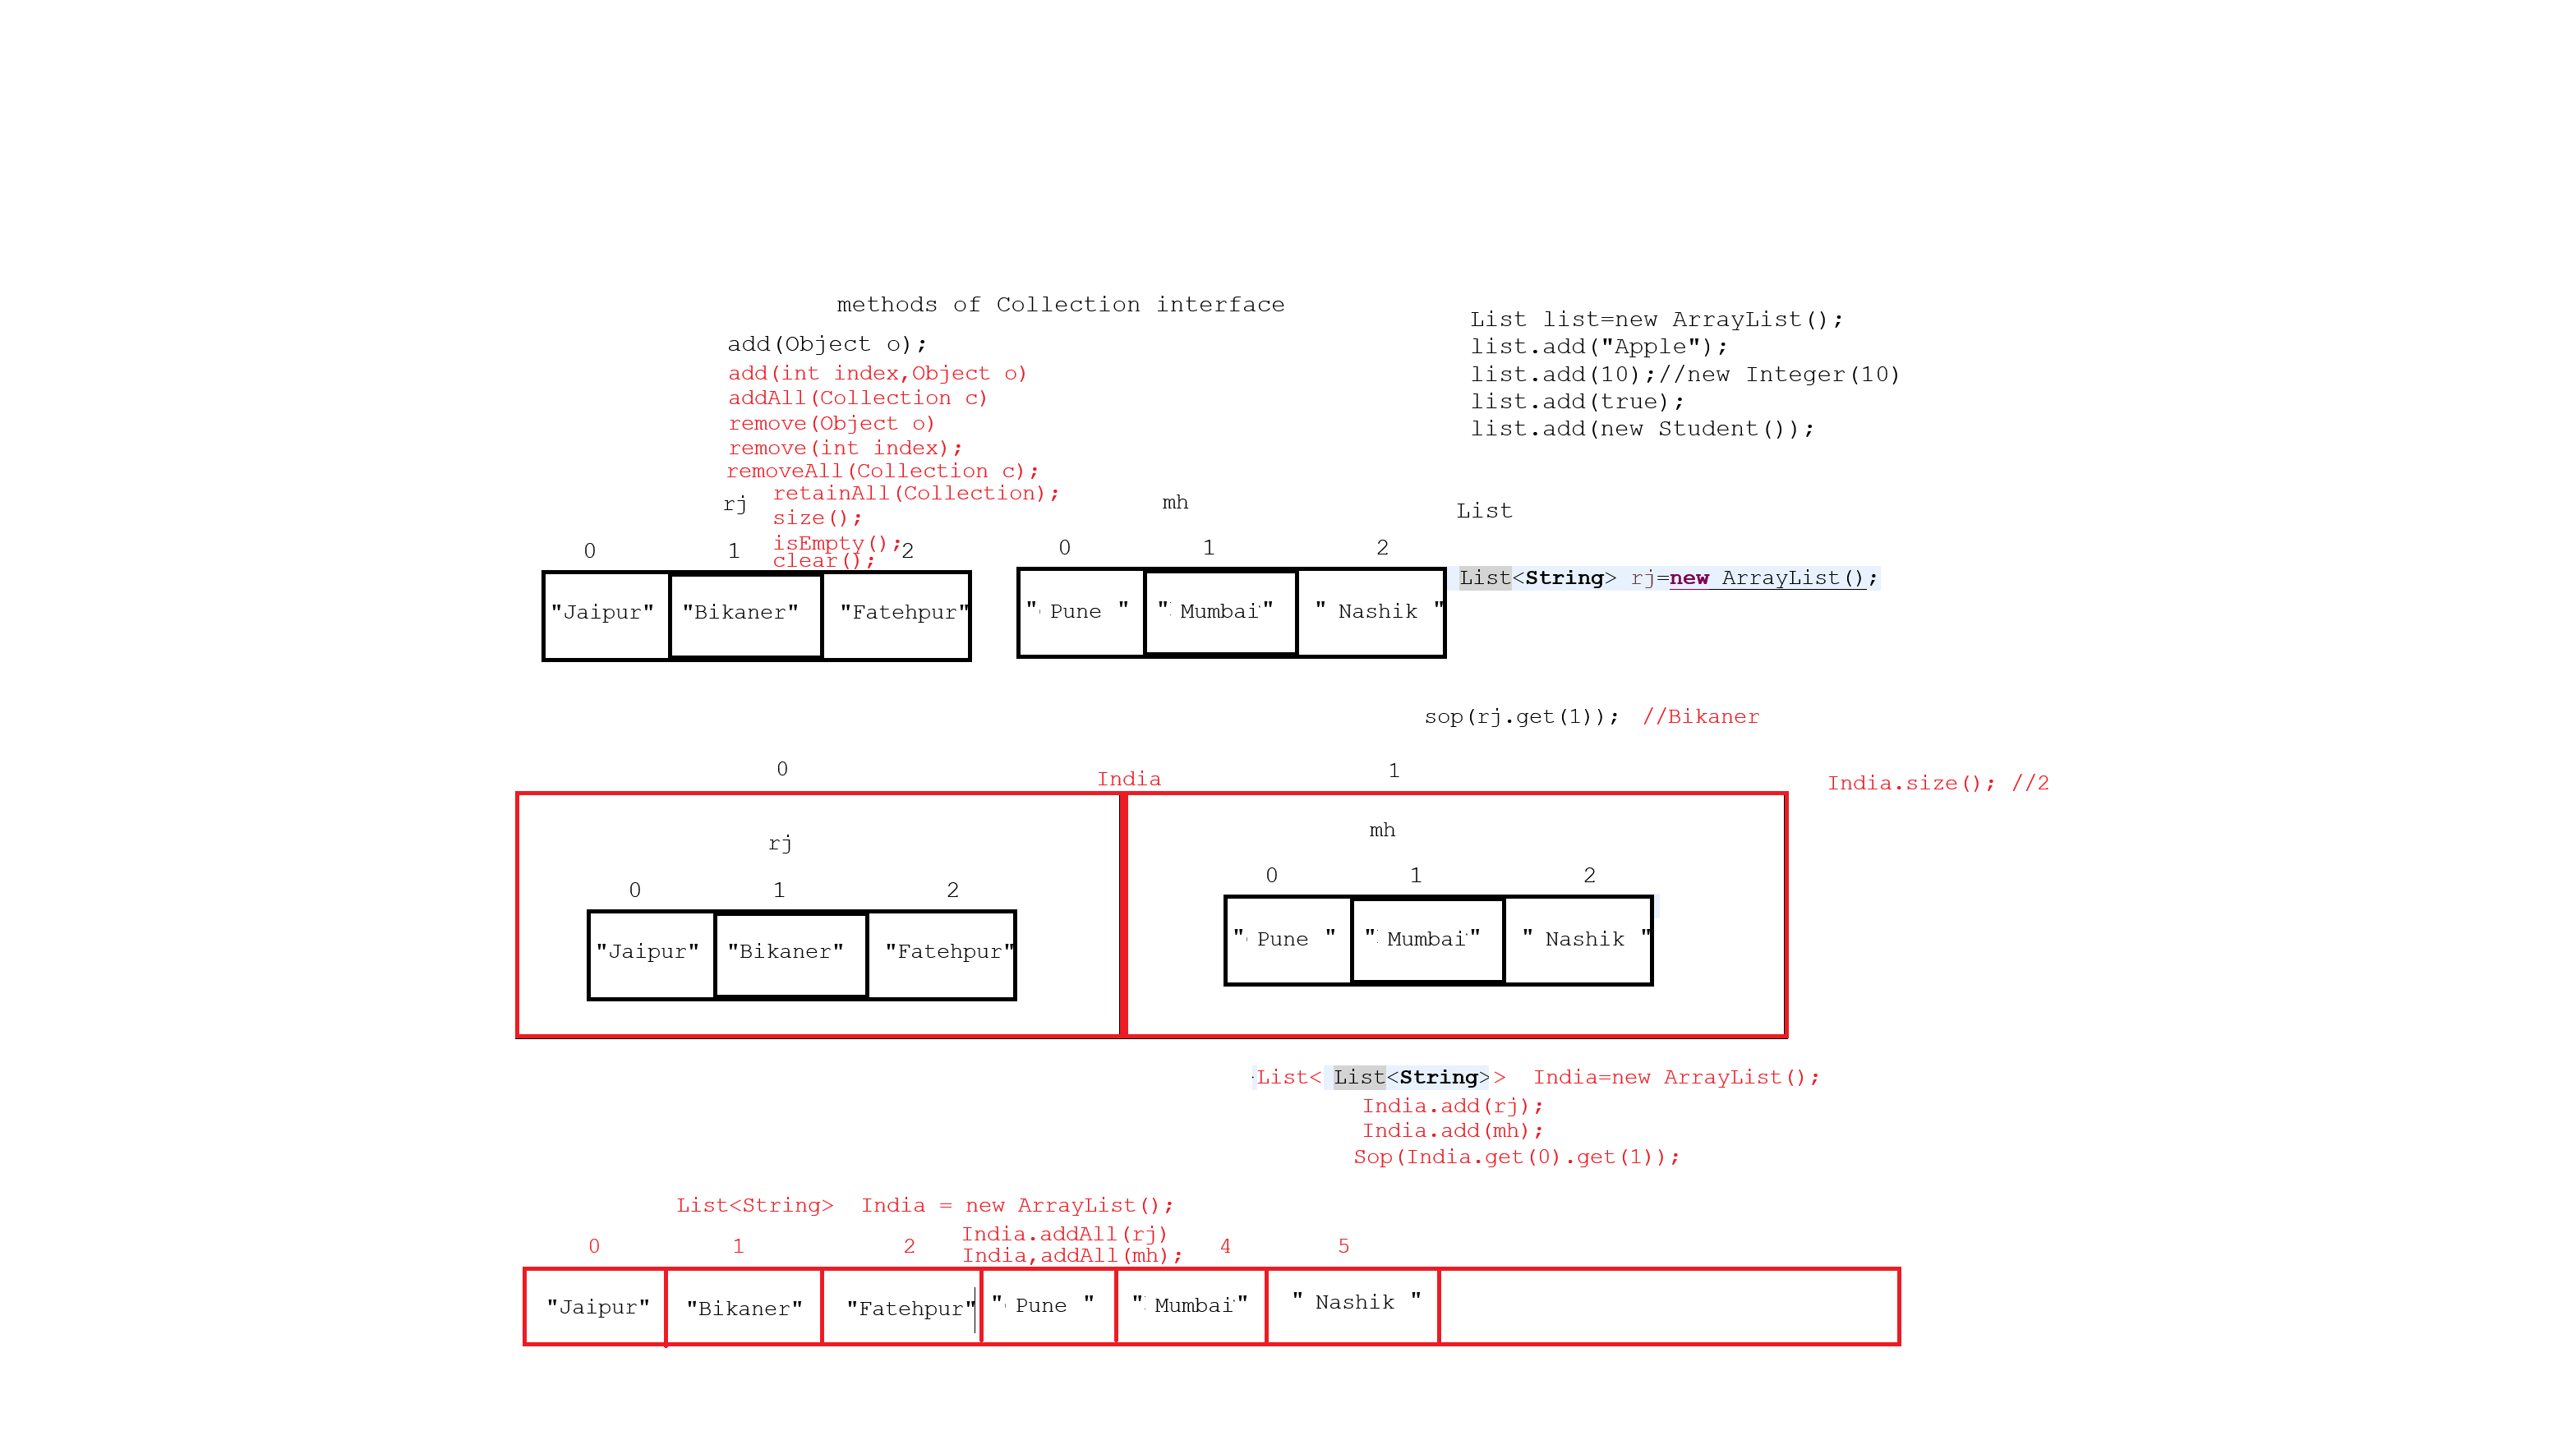 methods of Collection interface
add(Object o);
add(int index,Object o)
addAll(Collection c)
remove(Object o)
remove(int index);
removeAll(Collection c);
retainAll(Collection);
size();
isEmpty();
clear();
List list=new ArrayList();
list.add("Apple");
list.add(10);//new Integer(10)
list.add(true);
list.add(new Student());
rj
0 1 2
"Jaipur" "Bikaner" "Fatehpur"
mh
0 1 2
" Pune " " Mumbai" " Nashik "
List
List<String> rj=new ArrayList();
sop(rj.get(1)); //Bikaner
India
0 1
India.size(); //2
rj
0 1 2
"Jaipur" "Bikaner" "Fatehpur"
mh
0 1 2
" Pune " " Mumbai" " Nashik "
List< List<String>> India=new ArrayList();
India.add(rj);
India.add(mh);
Sop(India.get(0).get(1));
List<String> India = new ArrayList();
India.addAll(rj)
India,addAll(mh);
0 1 2 4 5
"Jaipur" "Bikaner" "Fatehpur" " Pune " " Mumbai" " Nashik "